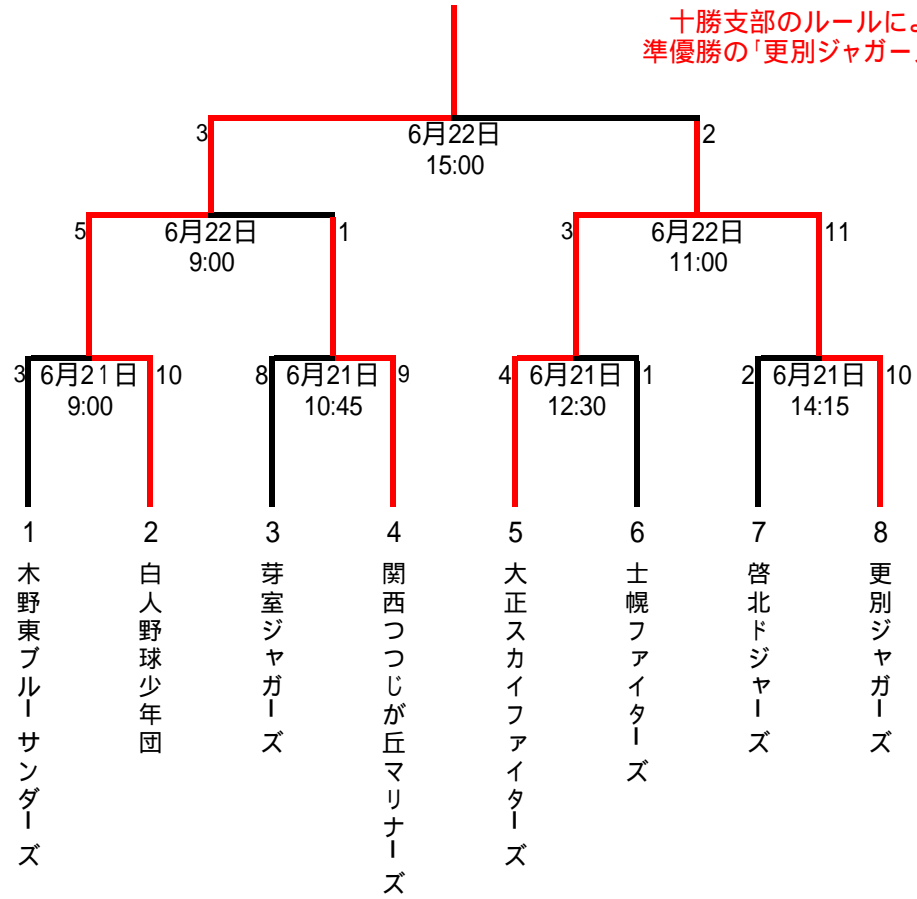 十勝支部のルールによ
準優勝の「更別ジャガー
3 6月22日 2
15:00
5 6月22日 1
9:00
3 6月22日 11
11:00
3 6月21日 10
9:00
8 6月21日 9
10:45
4 6月21日 1
12:30
2 6月21日 10
14:15
1
木野東ブルーサンダーズ
2
白人野球少年団
3
芽室ジャガーズ
4
関西つつじが丘マリナーズ
5
大正スカイファイターズ
6
士幌ファイターズ
7
啓北ドジャーズ
8
更別ジャガーズ